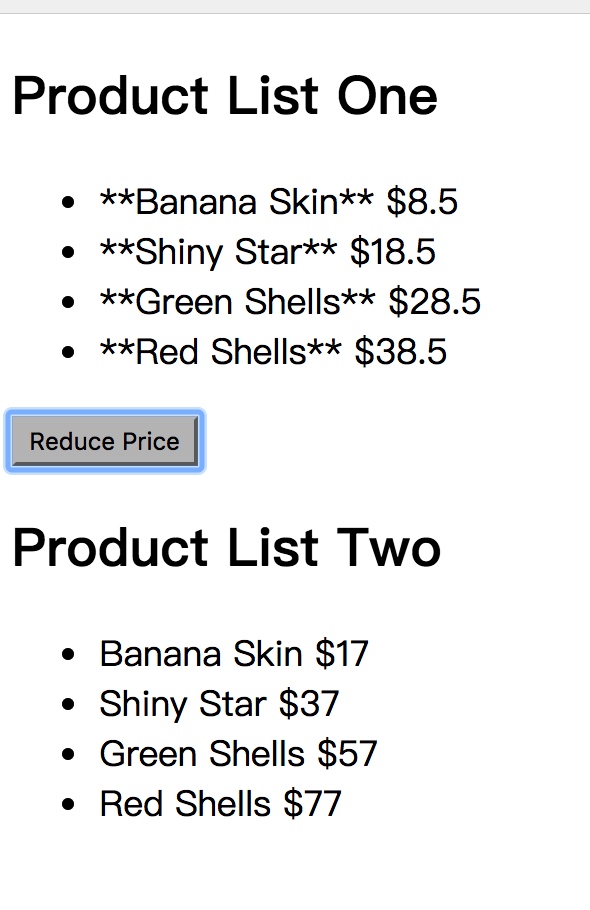 Product List One
**Banana Skin** $8.5
**Shiny Star** $18.5
**Green Shells** $28.5
**Red Shells** $38.5
Reduce Price
Product List Two
Banana Skin $17
Shiny Star $37
Green Shells $57
Red Shells $77